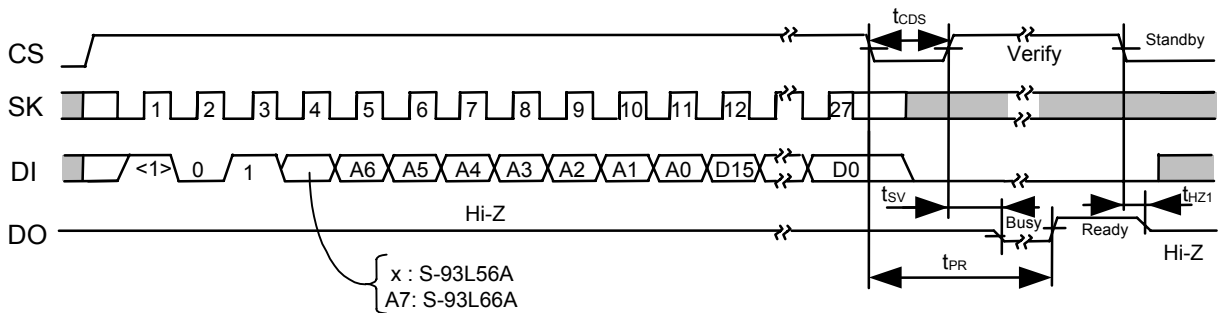 tCDS
CS
Verify
Standby
SK
1 2 3 4 5 6 7 8 9 10 11 12 27
DI
<1> 0 1 A6 A5 A4 A3 A2 A1 A0 D15 D0
Hi-Z
tSV
Busy
Ready
tHZ1
DO
Hi-Z
tPR
x : S-93L56A
A7: S-93L66A